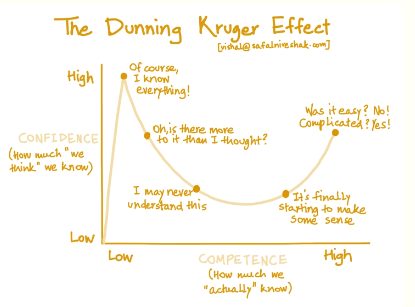 The Dunning Kruger Effect
[vishal@safalniveshak.com]
High
Of course,
I know
everything!
Was it easy? No!
Complicated? Yes!
CONFIDENCE
(How much "we
think" we know)
Oh, is there more
to it than I thought?
I may never
understand this
It's finally
starting to make
some sense
Low
Low
COMPETENCE
High
(How much we
"actually" know)